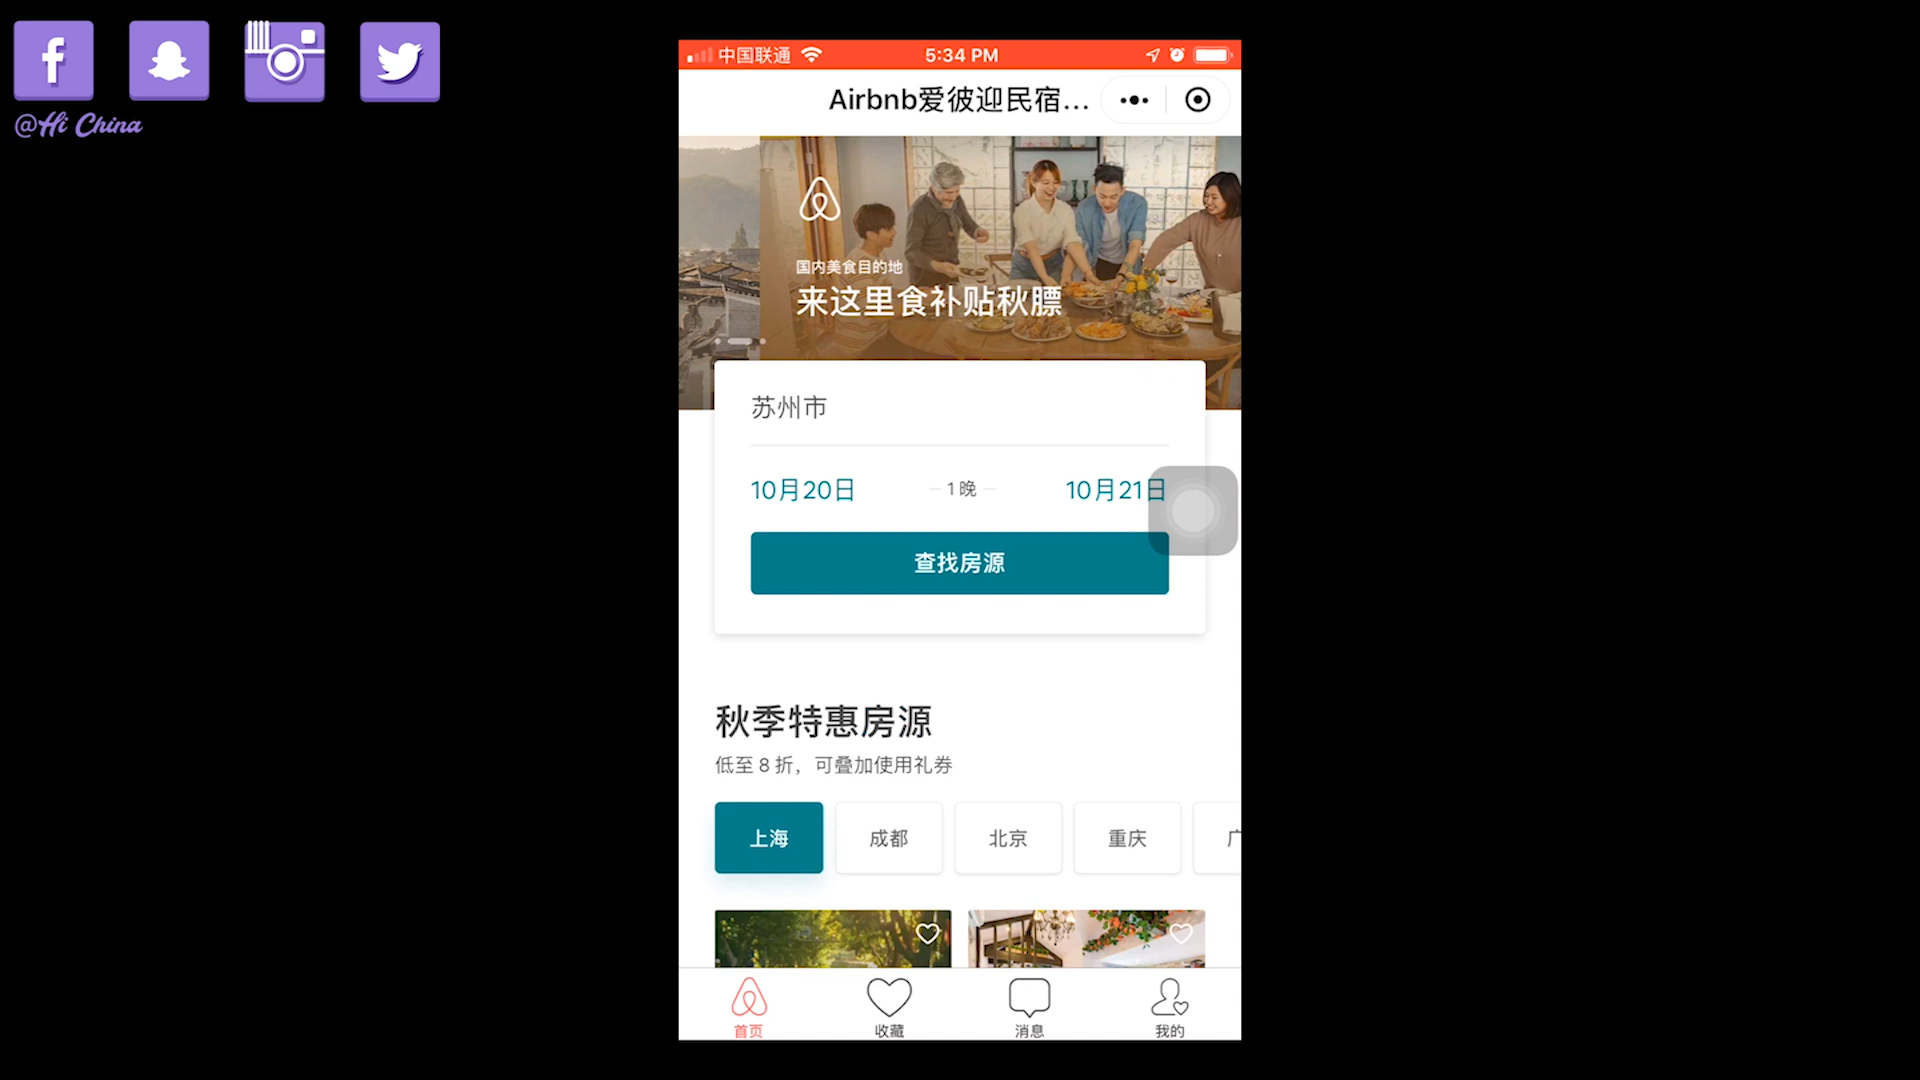 @Hi China
中国联通
5:34 PM
Airbnb爱彼迎民宿...
国内美食目的地
来这里食补贴秋膘
苏州市
10月20日
1晚
10月21日
查找房源
秋季特惠房源
低至 8 折，可叠加使用礼券
上海
成都
北京
重庆
首页
收藏
消息
我的